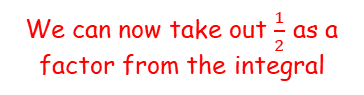 We can now take out 1/2 as a
factor from the integral